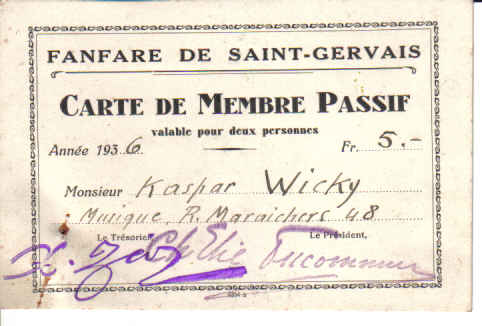 FANFARE DE SAINT-GERVAIS
CARTE DE MEMBRE PASSIF
valable pour deux personnes
Année 1936 Fr. 5.-
Monsieur Kaspar Wicky
Musique R. Maraichers 48
Le Trésorier, Le Président,
Ducommun